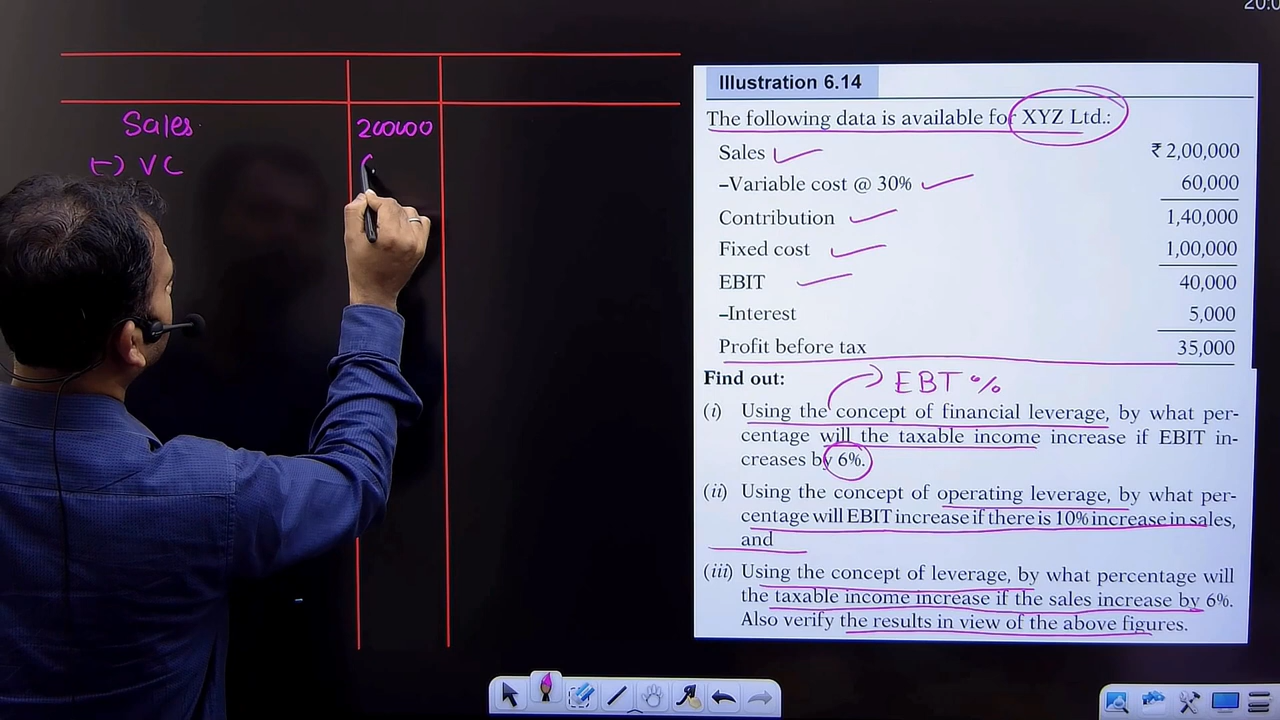 20:0
Sales 200000
(-) VC
Illustration 6.14
The following data is available for XYZ Ltd.:
Sales ₹ 2,00,000
–Variable cost @ 30% 60,000
Contribution 1,40,000
Fixed cost 1,00,000
EBIT 40,000
–Interest 5,000
Profit before tax 35,000
Find out: EBT %
(i) Using the concept of financial leverage, by what per-
centage will the taxable income increase if EBIT in-
creases by 6%.
(ii) Using the concept of operating leverage, by what per-
centage will EBIT increase if there is 10% increase in sales,
and
(iii) Using the concept of leverage, by what percentage will
the taxable income increase if the sales increase by 6%.
Also verify the results in view of the above figures.